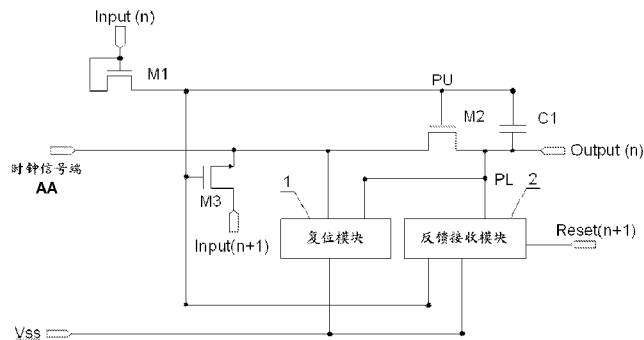 Input (n)
M1
PU
M2
C1
Output (n)
时钟信号端
AA
M3
PL
1
2
复位模块
反馈接收模块
Input(n+1)
Reset(n+1)
Vss